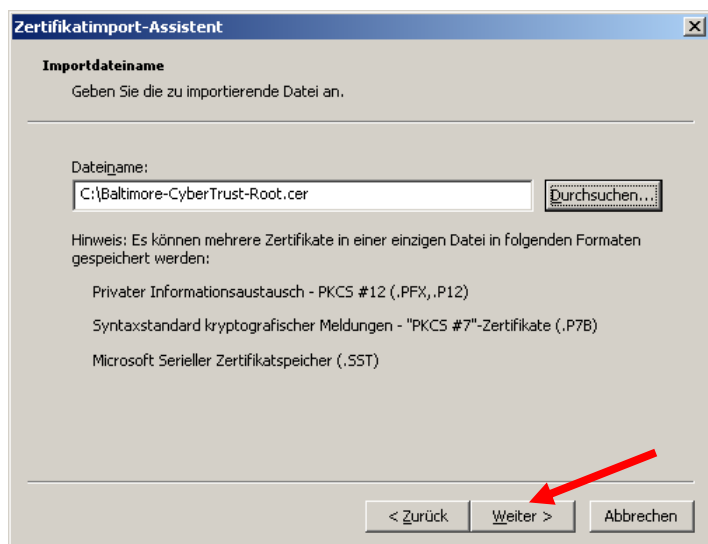 Zertifikatimport-Assistent
Importdateiname
Geben Sie die zu importierende Datei an.
Dateiname:
C:\Baltimore-CyberTrust-Root.cer
Durchsuchen...
Hinweis: Es können mehrere Zertifikate in einer einzigen Datei in folgenden Formaten
gespeichert werden:
Privater Informationsaustausch - PKCS #12 (.PFX,.P12)
Syntaxstandard kryptografischer Meldungen - "PKCS #7"-Zertifikate (.P7B)
Microsoft Serieller Zertifikatspeicher (.SST)
< Zurück
Weiter >
Abbrechen